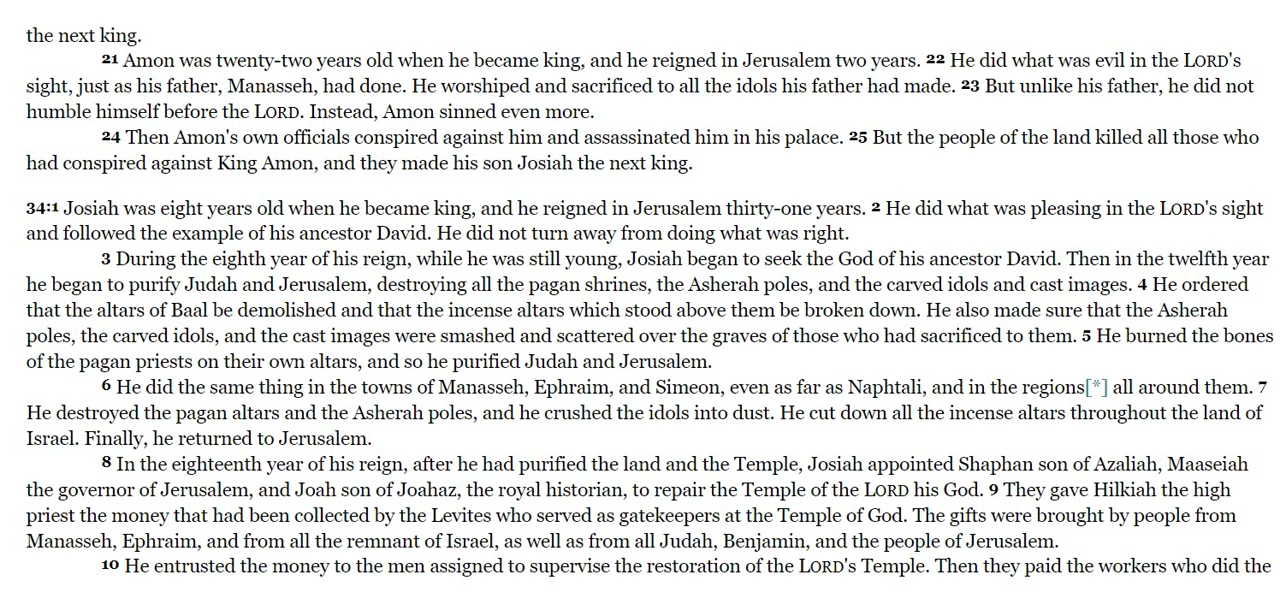 the next king.
21 Amon was twenty-two years old when he became king, and he reigned in Jerusalem two years. 22 He did what was evil in the LORD's
sight, just as his father, Manasseh, had done. He worshiped and sacrificed to all the idols his father had made. 23 But unlike his father, he did not
humble himself before the LORD. Instead, Amon sinned even more.
24 Then Amon's own officials conspired against him and assassinated him in his palace. 25 But the people of the land killed all those who
had conspired against King Amon, and they made his son Josiah the next king.
34:1 Josiah was eight years old when he became king, and he reigned in Jerusalem thirty-one years. 2 He did what was pleasing in the LORD's sight
and followed the example of his ancestor David. He did not turn away from doing what was right.
3 During the eighth year of his reign, while he was still young, Josiah began to seek the God of his ancestor David. Then in the twelfth year
he began to purify Judah and Jerusalem, destroying all the pagan shrines, the Asherah poles, and the carved idols and cast images. 4 He ordered
that the altars of Baal be demolished and that the incense altars which stood above them be broken down. He also made sure that the Asherah
poles, the carved idols, and the cast images were smashed and scattered over the graves of those who had sacrificed to them. 5 He burned the bones
of the pagan priests on their own altars, and so he purified Judah and Jerusalem.
6 He did the same thing in the towns of Manasseh, Ephraim, and Simeon, even as far as Naphtali, and in the regions[*] all around them. 7
He destroyed the pagan altars and the Asherah poles, and he crushed the idols into dust. He cut down all the incense altars throughout the land of
Israel. Finally, he returned to Jerusalem.
8 In the eighteenth year of his reign, after he had purified the land and the Temple, Josiah appointed Shaphan son of Azaliah, Maaseiah
the governor of Jerusalem, and Joah son of Joahaz, the royal historian, to repair the Temple of the LORD his God. 9 They gave Hilkiah the high
priest the money that had been collected by the Levites who served as gatekeepers at the Temple of God. The gifts were brought by people from
Manasseh, Ephraim, and from all the remnant of Israel, as well as from all Judah, Benjamin, and the people of Jerusalem.
10 He entrusted the money to the men assigned to supervise the restoration of the LORD's Temple. Then they paid the workers who did the